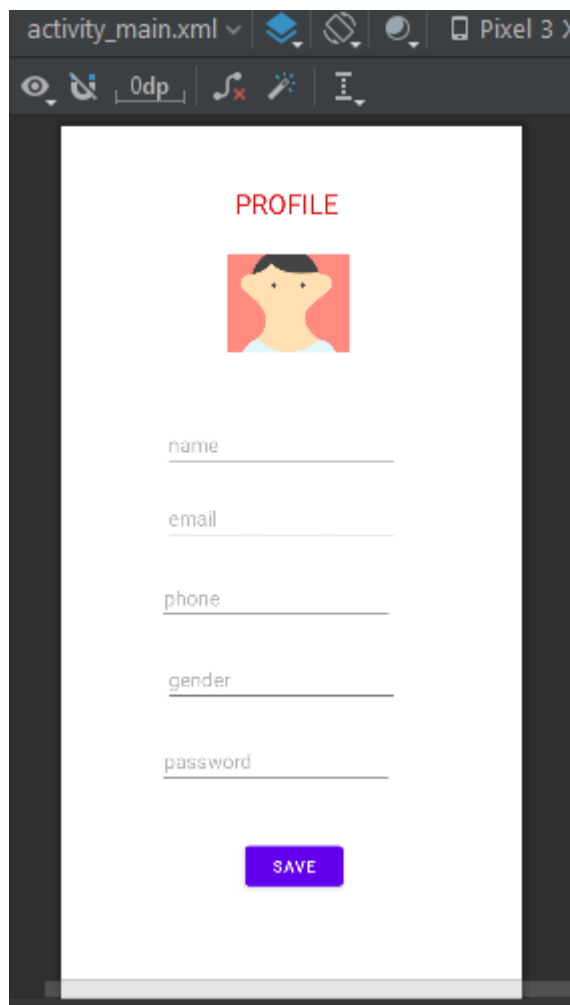 activity_main.xml Pixel 3 X
0dp
PROFILE
name
email
phone
gender
password
SAVE